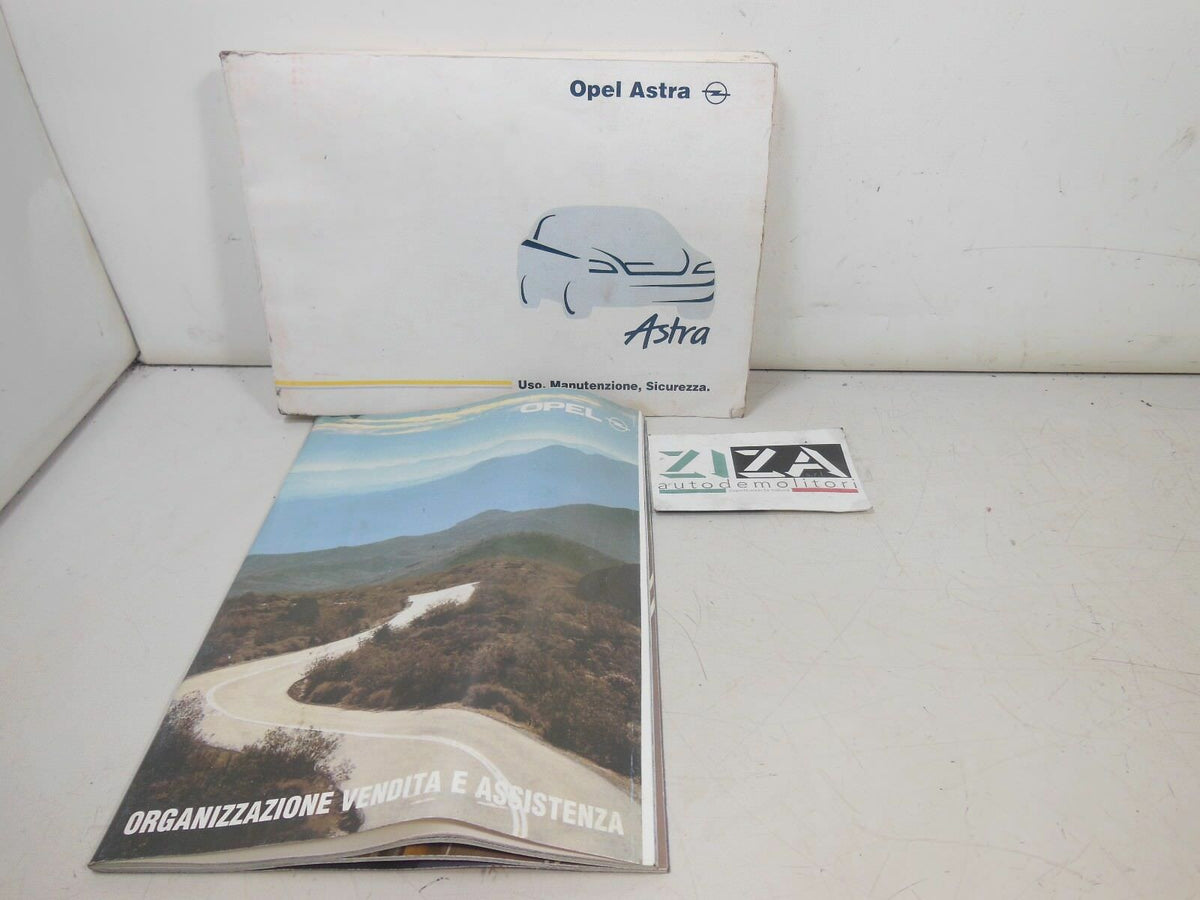 Opel Astra
Astra
Uso, Manutenzione, Sicurezza.
OPEL
ORGANIZZAZIONE VENDITA E ASSISTENZA
ZIZA
autodemolitori